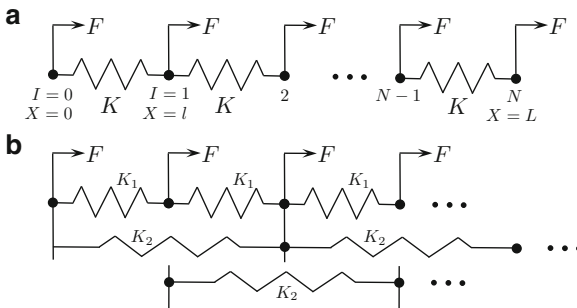 a
F F F F F
K K K
I = 0 I = 1 2 N − 1 N
X = 0 X = l X = L
b
F F F F
K₁ K₁ K₁
K₂ K₂
K₂